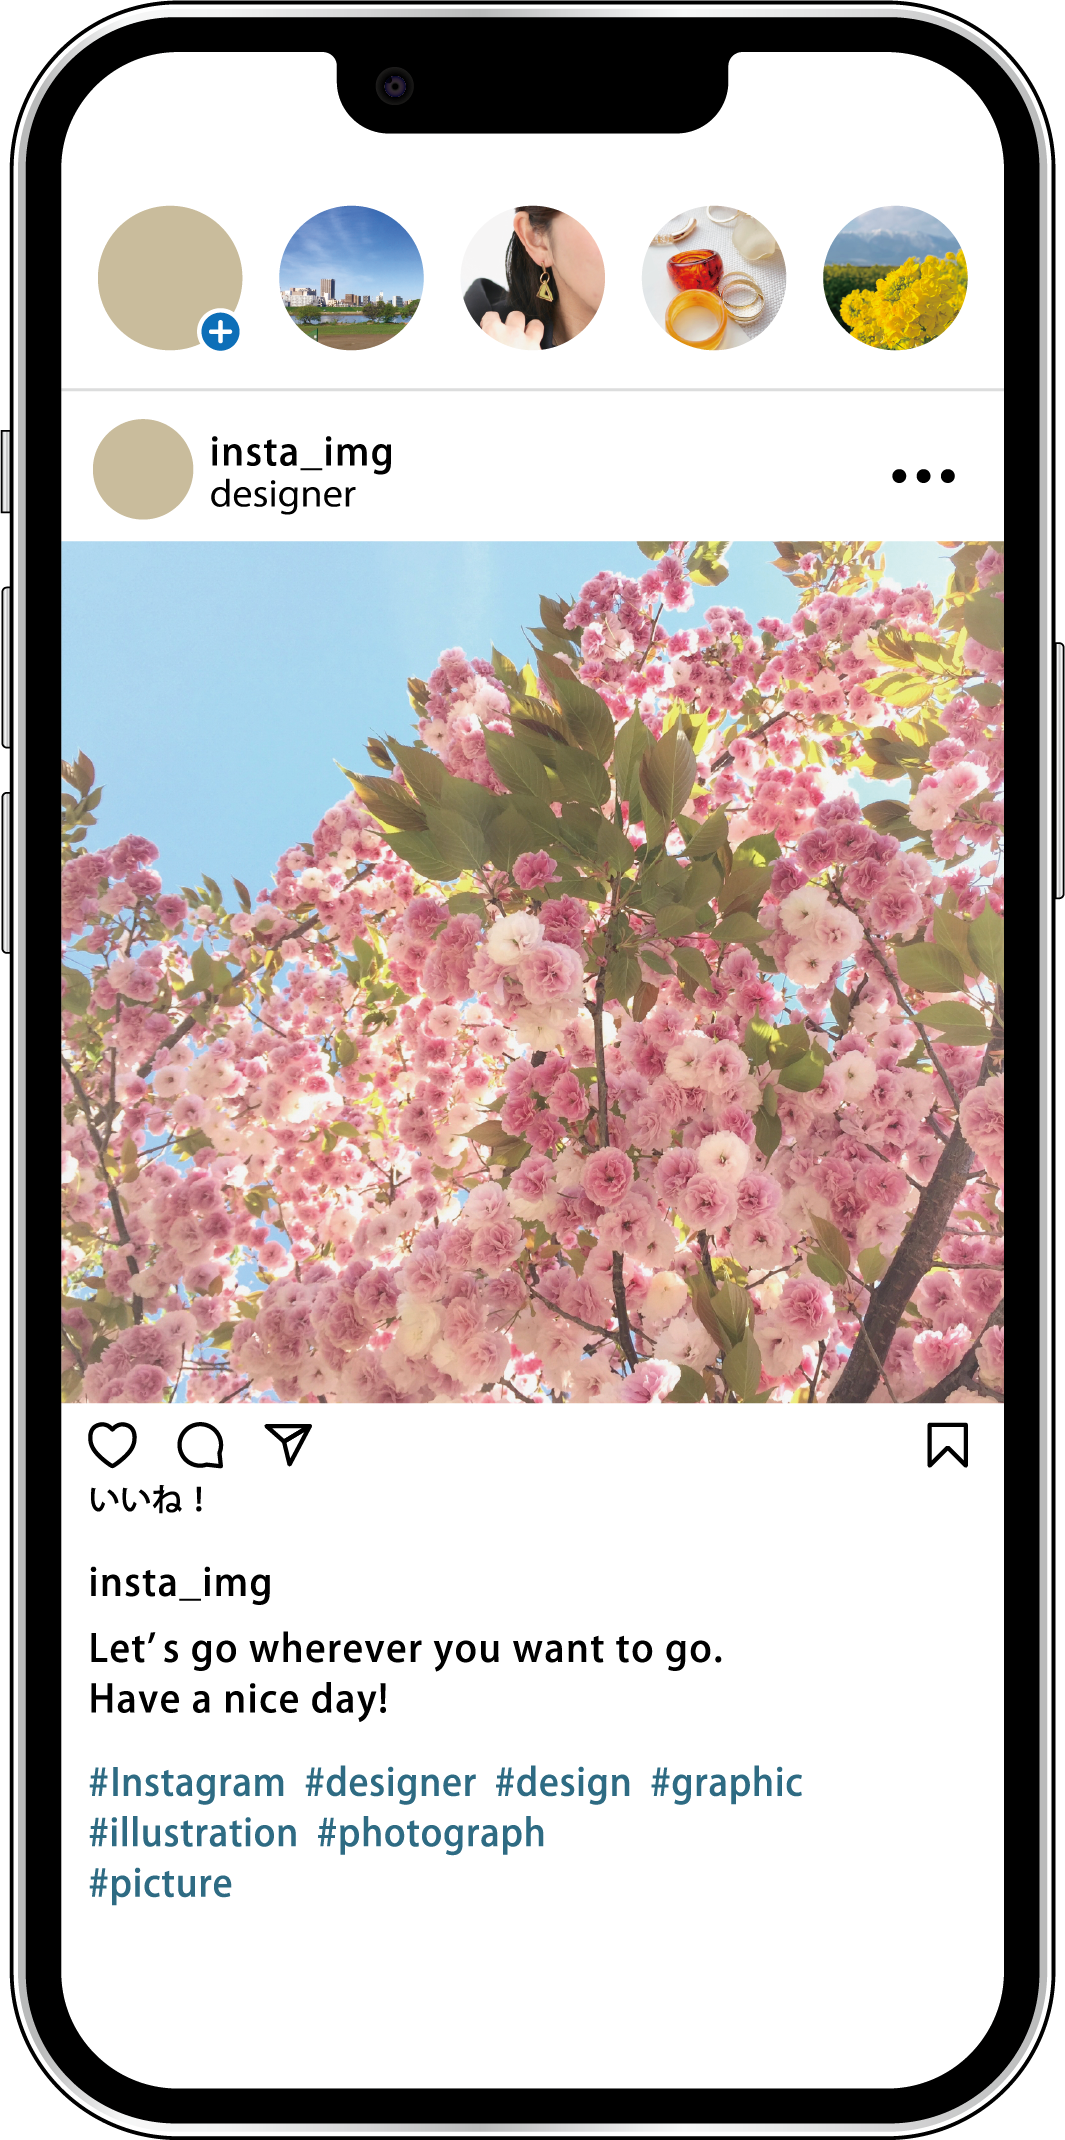 insta_img
designer
いいね！
insta_img
Let’s go wherever you want to go.
Have a nice day!
#Instagram #designer #design #graphic
#illustration #photograph
#picture